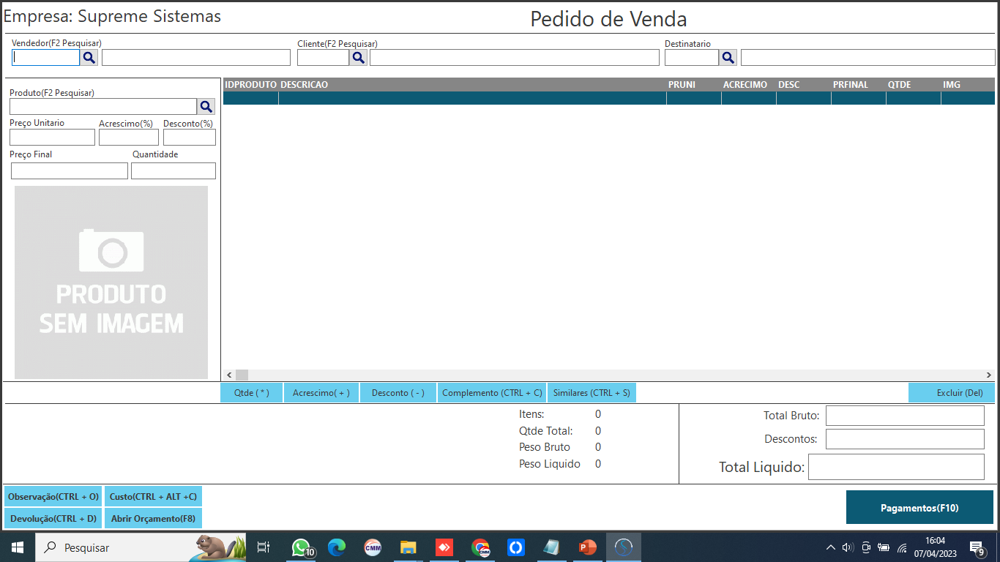 Empresa: Supreme Sistemas
Pedido de Venda
Vendedor(F2 Pesquisar)
Cliente(F2 Pesquisar)
Destinatario
Produto(F2 Pesquisar)
Preço Unitario Acrescimo(%) Desconto(%)
Preço Final Quantidade
PRODUTO
SEM IMAGEM
IDPRODUTO DESCRICAO PRUNI ACRECIMO DESC PRFINAL QTDE IMG
Qtde ( * ) Acrescimo( + ) Desconto ( - ) Complemento (CTRL + C) Similares (CTRL + S) Excluir (Del)
Itens: 0
Qtde Total: 0
Peso Bruto 0
Peso Liquido 0
Total Bruto:
Descontos:
Total Liquido:
Observação(CTRL + O) Custo(CTRL + ALT +C)
Devolução(CTRL + D) Abrir Orçamento(F8)
Pagamentos(F10)
Pesquisar
10
CMM
CMM
P
S
16:04
07/04/2023
9